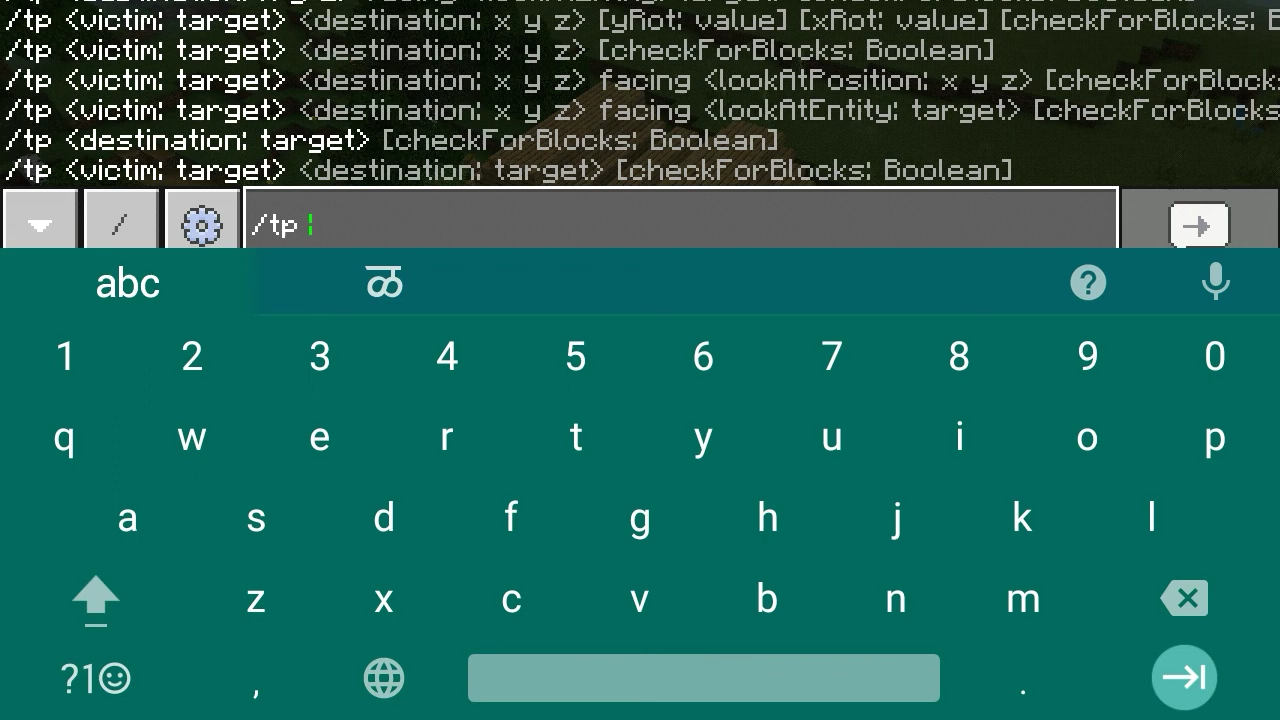 /tp <victim: target> <destination: x y z> [yRot: value] [xRot: value] [checkForBlocks: B
/tp <victim: target> <destination: x y z> [checkForBlocks: Boolean]
/tp <victim: target> <destination: x y z> facing <lookAtPosition: x y z> [checkForBlock
/tp <victim: target> <destination: x y z> facing <lookAtEntity: target> [checkForBlocks
/tp <destination: target> [checkForBlocks: Boolean]
/tp <victim: target> <destination: target> [checkForBlocks: Boolean]
/ /tp
abc
1 2 3 4 5 6 7 8 9 0
q w e r t y u i o p
a s d f g h j k l
z x c v b n m
?1☺ , .